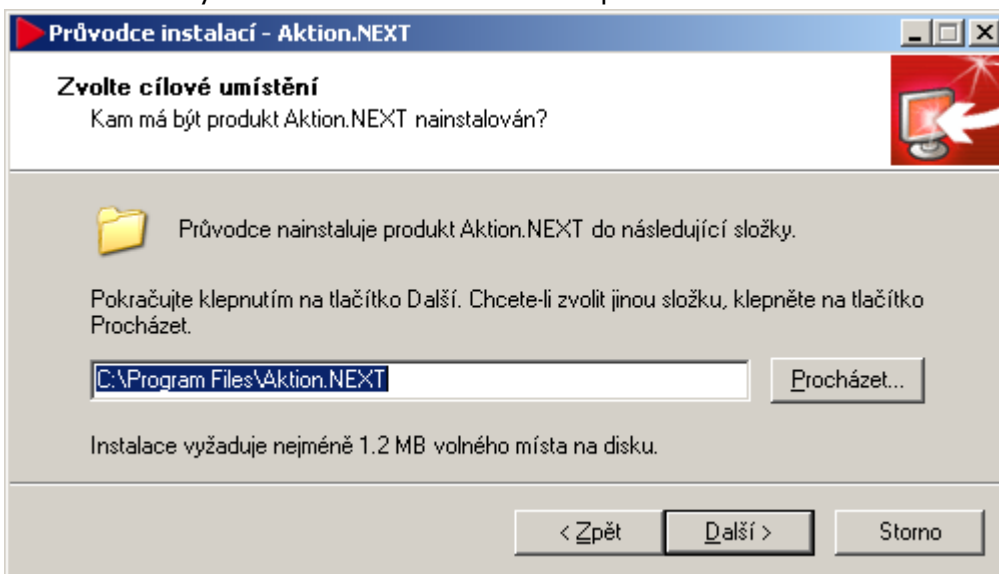 Průvodce instalací - Aktion.NEXT
Zvolte cílové umístění
Kam má být produkt Aktion.NEXT nainstalován?
Průvodce nainstaluje produkt Aktion.NEXT do následující složky.
Pokračujte klepnutím na tlačítko Další. Chcete-li zvolit jinou složku, klepněte na tlačítko
Procházet.
C:\Program Files\Aktion.NEXT
Procházet...
Instalace vyžaduje nejméně 1.2 MB volného místa na disku.
< Zpět
Další >
Storno